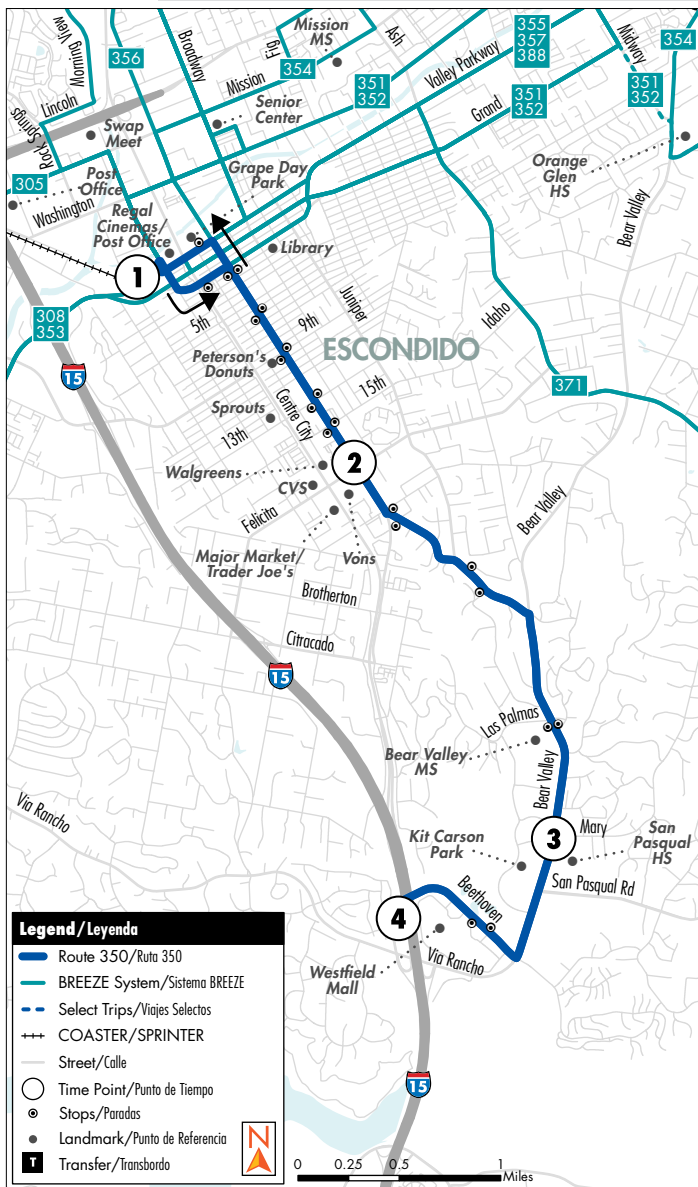 Morning View
356
Broadway
Fig
Mission
MS
Ash
355
357
388
Midway
354
Lincoln
Mission
354
351
352
Valley Parkway
351
352
351
352
Rock Springs
Swap
Meet
Senior
Center
Grand
Orange
Glen
HS
305
Post
Office
Washington
Grape Day
Park
Regal
Cinemas/
Post Office
Library
Bear Valley
1
308
353
5th
9th
Juniper
Idaho
ESCONDIDO
15
Peterson's
Donuts
Centre City
15th
371
Sprouts
13th
2
Walgreens
CVS
Felicita
Bear Valley
Major Market/
Trader Joe's
Vons
Brotherton
Citracado
15
Las Palmas
Bear Valley
MS
Bear Valley
Via Rancho
Mary
3
Kit Carson
Park
San
Pasqual
HS
San Pasqual Rd
Beethoven
4
Westfield
Mall
Via Rancho
15
Legend/Leyenda
Route 350/Ruta 350
BREEZE System/Sistema BREEZE
Select Trips/Viajes Selectos
COASTER/SPRINTER
Street/Calle
Time Point/Punto de Tiempo
Stops/Paradas
Landmark/Punto de Referencia
T Transfer/Transbordo
N
0 0.25 0.5 1
Miles